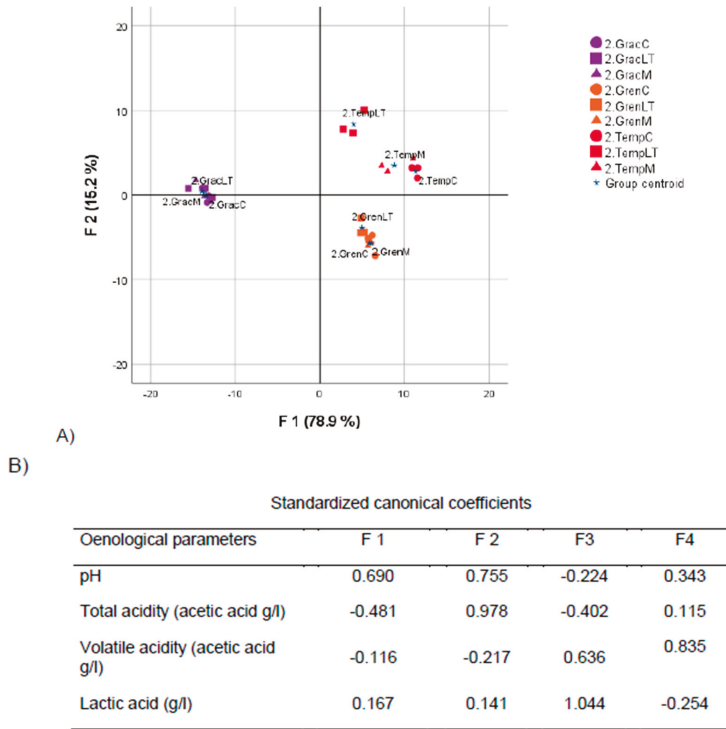 20
10
0
-10
-20
F 2 (15.2 %)
-20
-10
0
10
20
F 1 (78.9 %)
2.TempLT
2.TempM
2.TempC
2.GracLT
2.GracM
2.GracC
2.GrenLT
2.GrenC
2.GrenM
2.GracC
2.GracLT
2.GracM
2.GrenC
2.GrenLT
2.GrenM
2.TempC
2.TempLT
2.TempM
Group centroid
A)
B)
Standardized canonical coefficients
Oenological parameters F 1 F 2 F3 F4
pH 0.690 0.755 -0.224 0.343
Total acidity (acetic acid g/l) -0.481 0.978 -0.402 0.115
Volatile acidity (acetic acid
g/l) -0.116 -0.217 0.636 0.835
Lactic acid (g/l) 0.167 0.141 1.044 -0.254